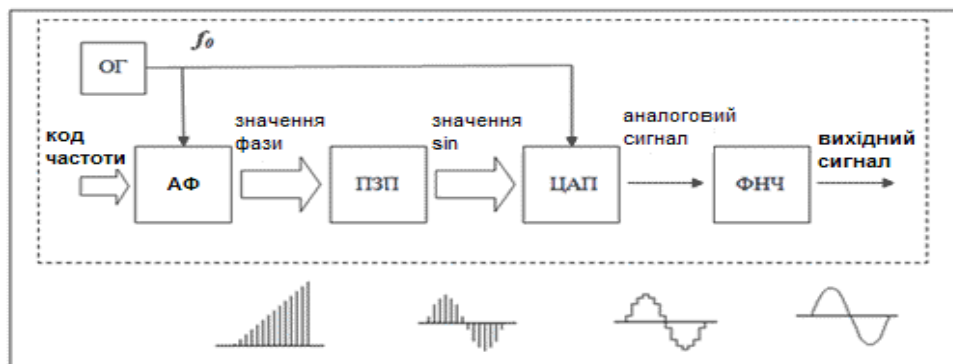 f₀
ОГ
код
частоти
АФ
значення
фази
ПЗП
значення
sin
ЦАП
аналоговий
сигнал
ФНЧ
вихідний
сигнал